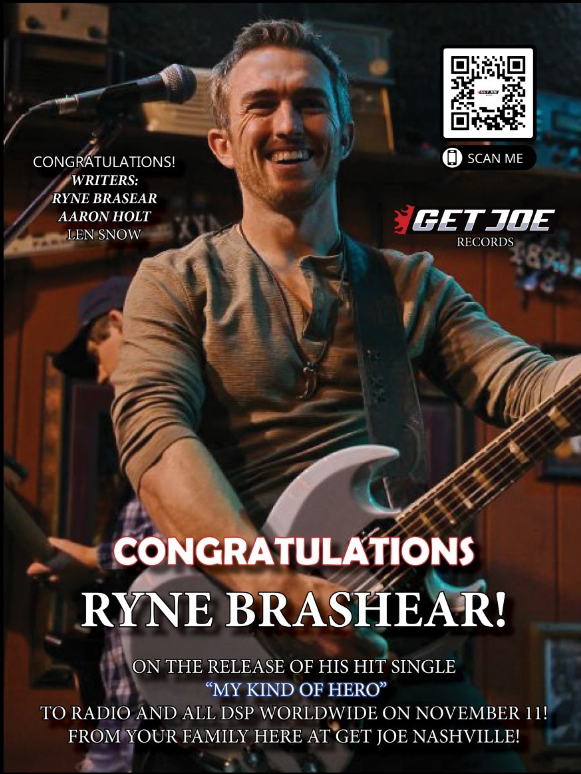 CONGRATULATIONS!
WRITERS:
RYNE BRASEAR
AARON HOLT
LEN SNOW
SCAN ME
GET JOE
RECORDS
CONGRATULATIONS
RYNE BRASHEAR!
ON THE RELEASE OF HIS HIT SINGLE
“MY KIND OF HERO”
TO RADIO AND ALL DSP WORLDWIDE ON NOVEMBER 11!
FROM YOUR FAMILY HERE AT GET JOE NASHVILLE!